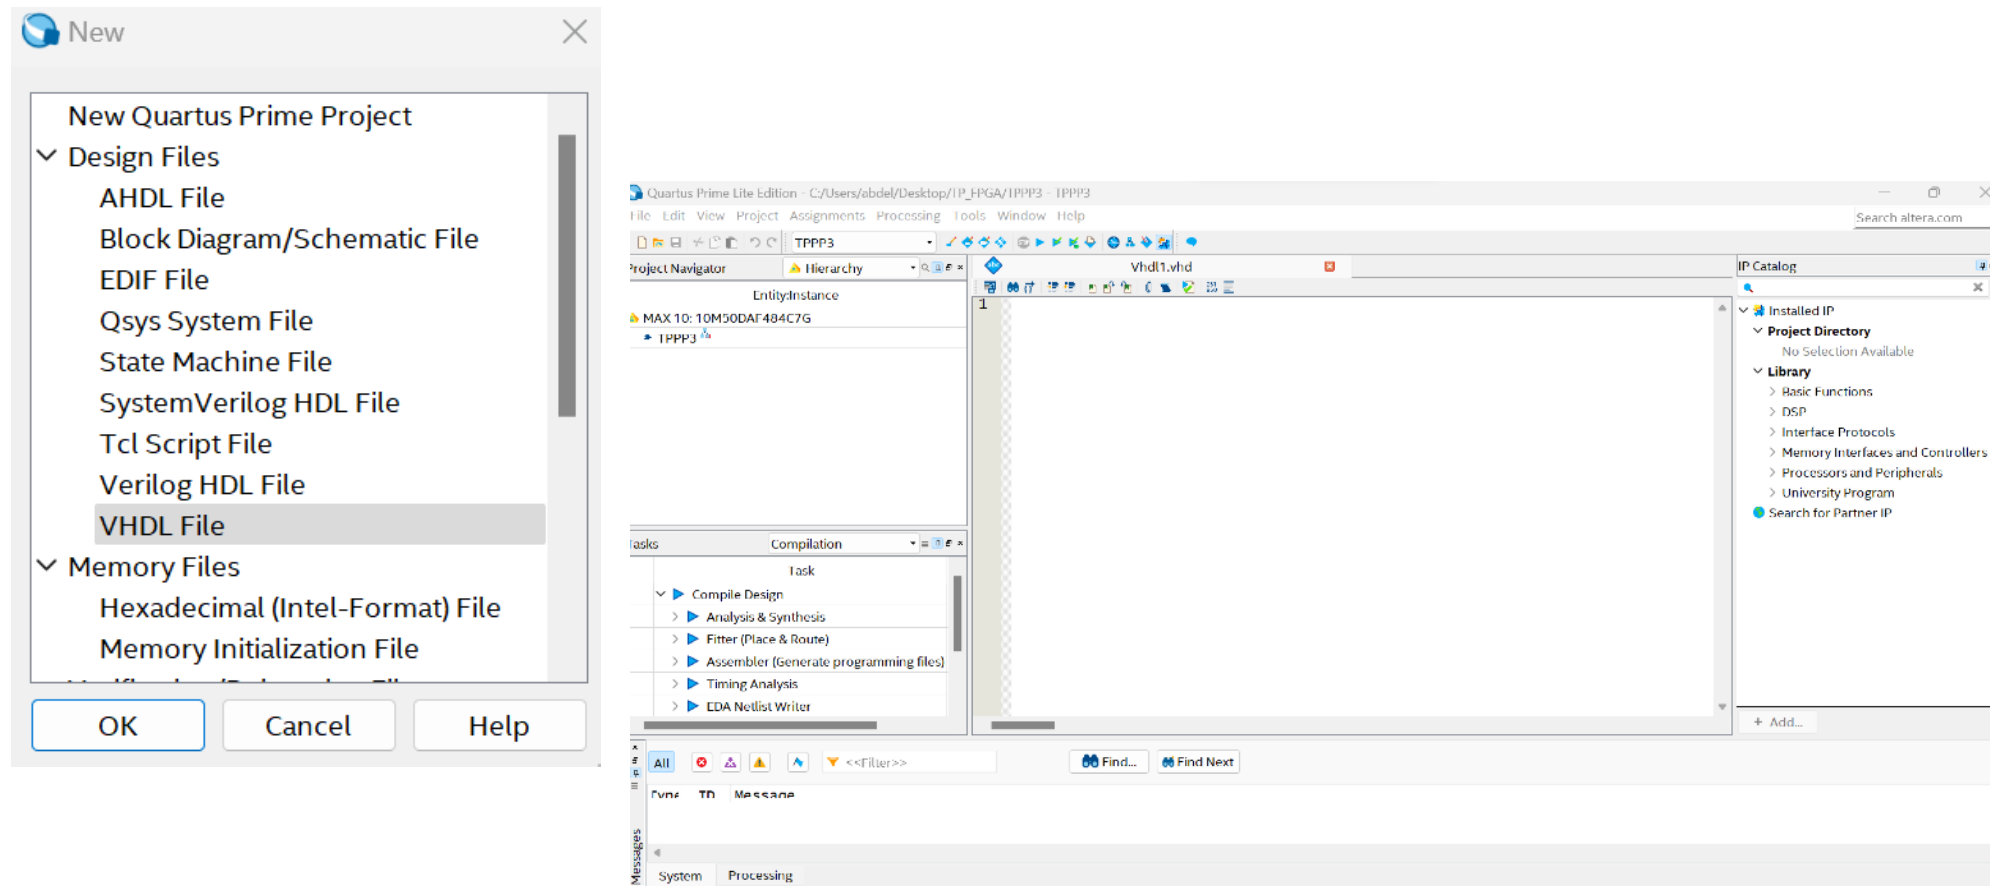 New
New Quartus Prime Project
Design Files
AHDL File
Block Diagram/Schematic File
EDIF File
Qsys System File
State Machine File
SystemVerilog HDL File
Tcl Script File
Verilog HDL File
VHDL File
Memory Files
Hexadecimal (Intel-Format) File
Memory Initialization File
OK Cancel Help
Quartus Prime Lite Edition - C:/Users/abdel/Desktop/TP_FPGA/TPPP3 - TPPP3
File Edit View Project Assignments Processing Tools Window Help
Search altera.com
TPPP3
Project Navigator Hierarchy
Entity:Instance
MAX 10: 10M50DAF484C7G
TPPP3
Tasks Compilation
Task
Compile Design
Analysis & Synthesis
Fitter (Place & Route)
Assembler (Generate programming files)
Timing Analysis
EDA Netlist Writer
Vhdl1.vhd
1
IP Catalog
Installed IP
Project Directory
No Selection Available
Library
Basic Functions
DSP
Interface Protocols
Memory Interfaces and Controllers
Processors and Peripherals
University Program
Search for Partner IP
+ Add...
All <<Filter>> Find... Find Next
Type ID Message
Messages
System Processing